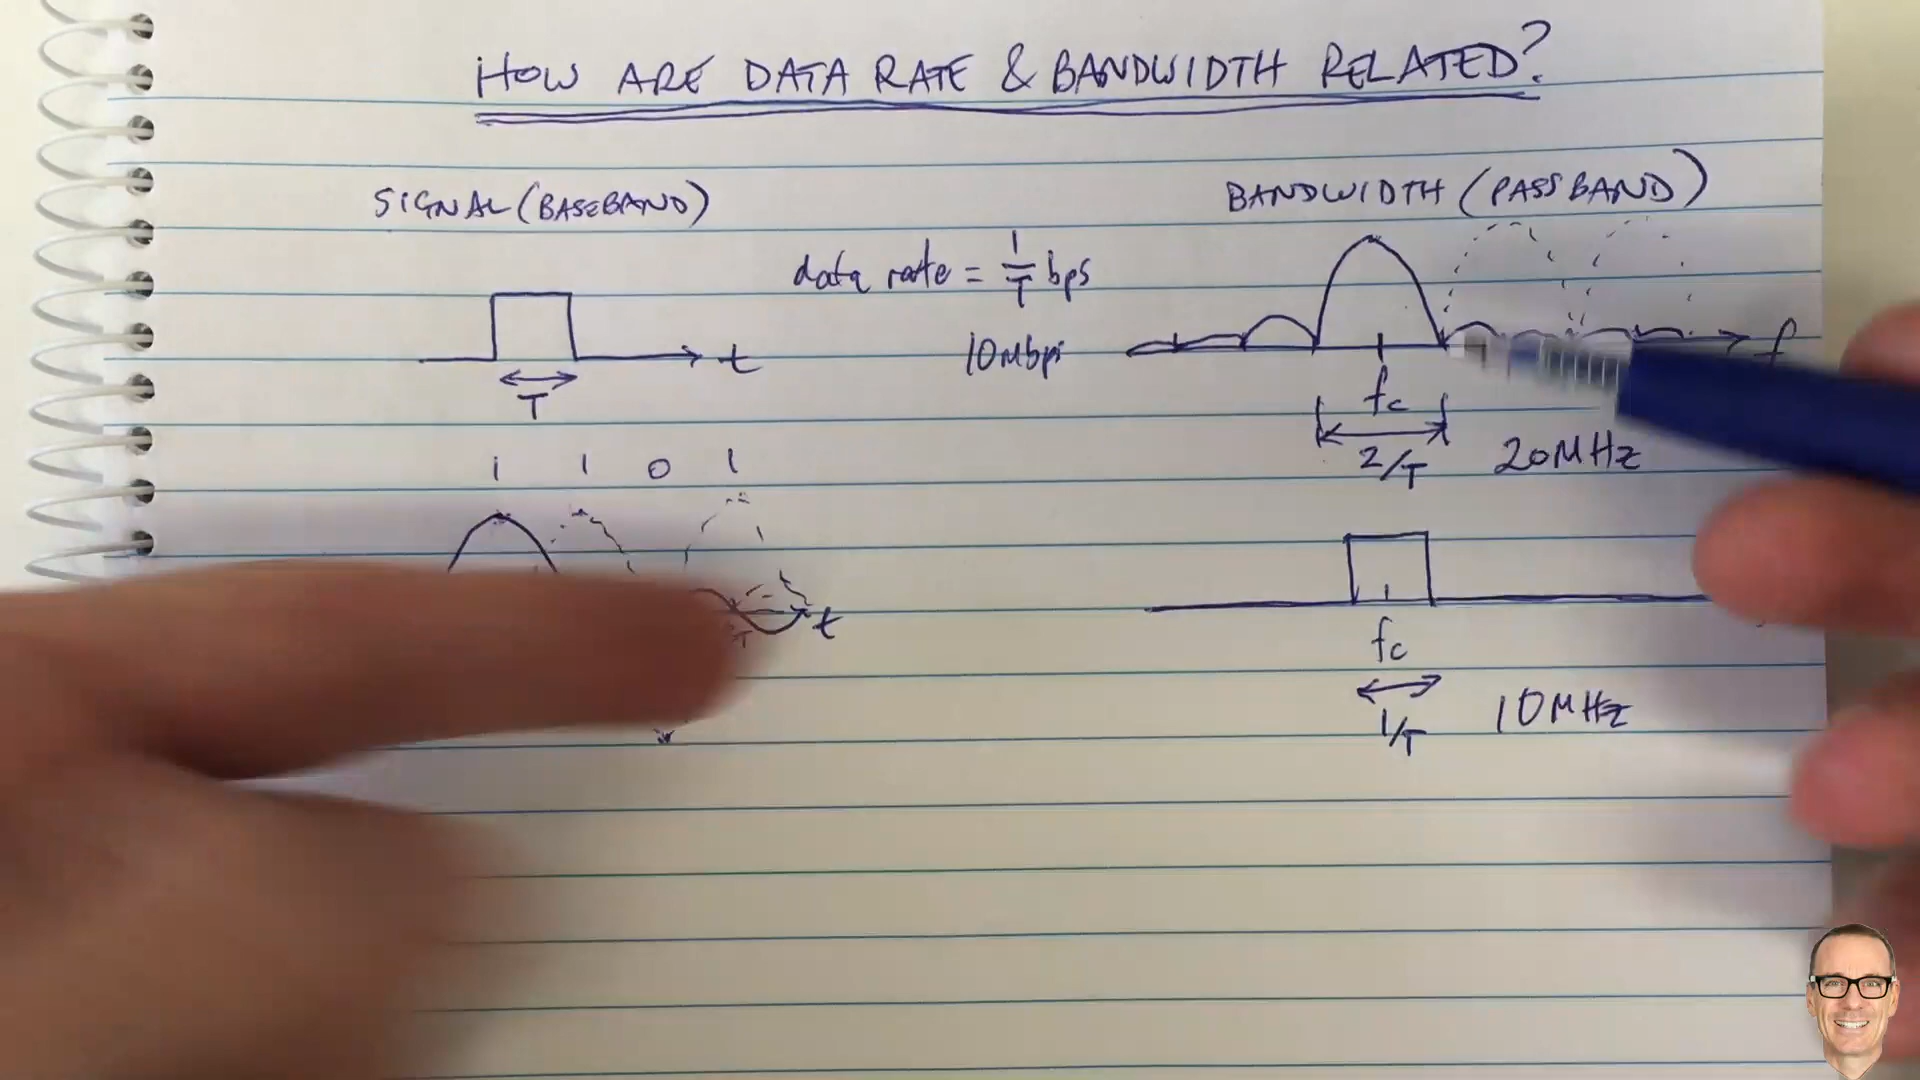 HOW ARE DATA RATE & BANDWIDTH RELATED?
SIGNAL (BASEBAND)
BANDWIDTH (PASSBAND)
data rate = 1/T bps
10Mbps
t
T
f
fc
2/T
20MHz
1 1 0 1
t
T
fc
1/T
10MHz